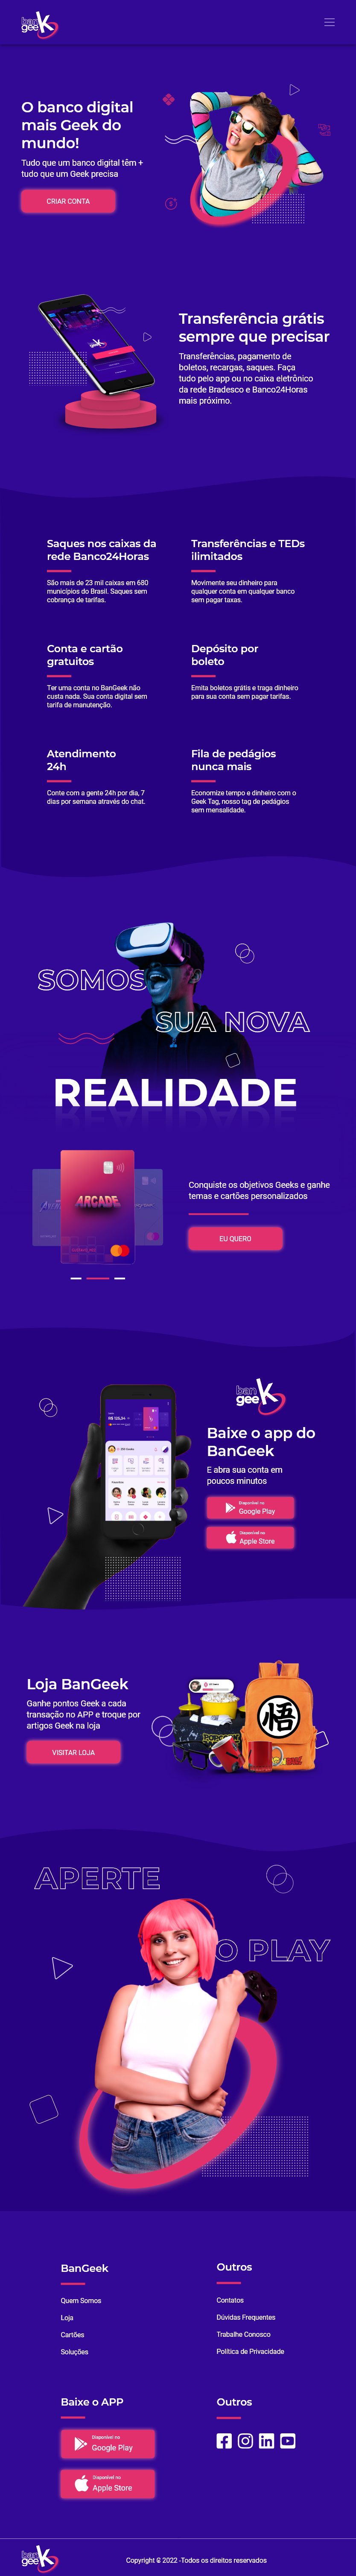 ban
geeK
O banco digital
mais Geek do
mundo!
Tudo que um banco digital têm +
tudo que um Geek precisa
CRIAR CONTA
Transferência grátis
sempre que precisar
Transferências, pagamento de
boletos, recargas, saques. Faça
tudo pelo app ou no caixa eletrônico
da rede Bradesco e Banco24Horas
mais próximo.
Saques nos caixas da
rede Banco24Horas
São mais de 23 mil caixas em 680
municípios do Brasil. Saques sem
cobrança de tarifas.
Transferências e TEDs
ilimitados
Movimente seu dinheiro para
qualquer conta em qualquer banco
sem pagar taxas.
Conta e cartão
gratuitos
Ter uma conta no BanGeek não
custa nada. Sua conta digital sem
tarifa de manutenção.
Depósito por
boleto
Emita boletos grátis e traga dinheiro
para sua conta sem pagar tarifas.
Atendimento
24h
Conte com a gente 24h por dia, 7
dias por semana através do chat.
Fila de pedágios
nunca mais
Economize tempo e dinheiro com o
Geek Tag, nosso tag de pedágios
sem mensalidade.
SOMOS
SUA NOVA
REALIDADE
ARCADE
Conquiste os objetivos Geeks e ganhe
temas e cartões personalizados
EU QUERO
ban
geeK
Baixe o app do
BanGeek
E abra sua conta em
poucos minutos
Disponível no
Google Play
Disponível no
Apple Store
Loja BanGeek
Ganhe pontos Geek a cada
transação no APP e troque por
artigos Geek na loja
VISITAR LOJA
悟
APERTE
O PLAY
BanGeek
Quem Somos
Loja
Cartões
Soluções
Outros
Contatos
Dúvidas Frequentes
Trabalhe Conosco
Política de Privacidade
Baixe o APP
Disponível no
Google Play
Disponível no
Apple Store
Outros
ban
geeK
Copyright © 2022 -Todos os direitos reservados